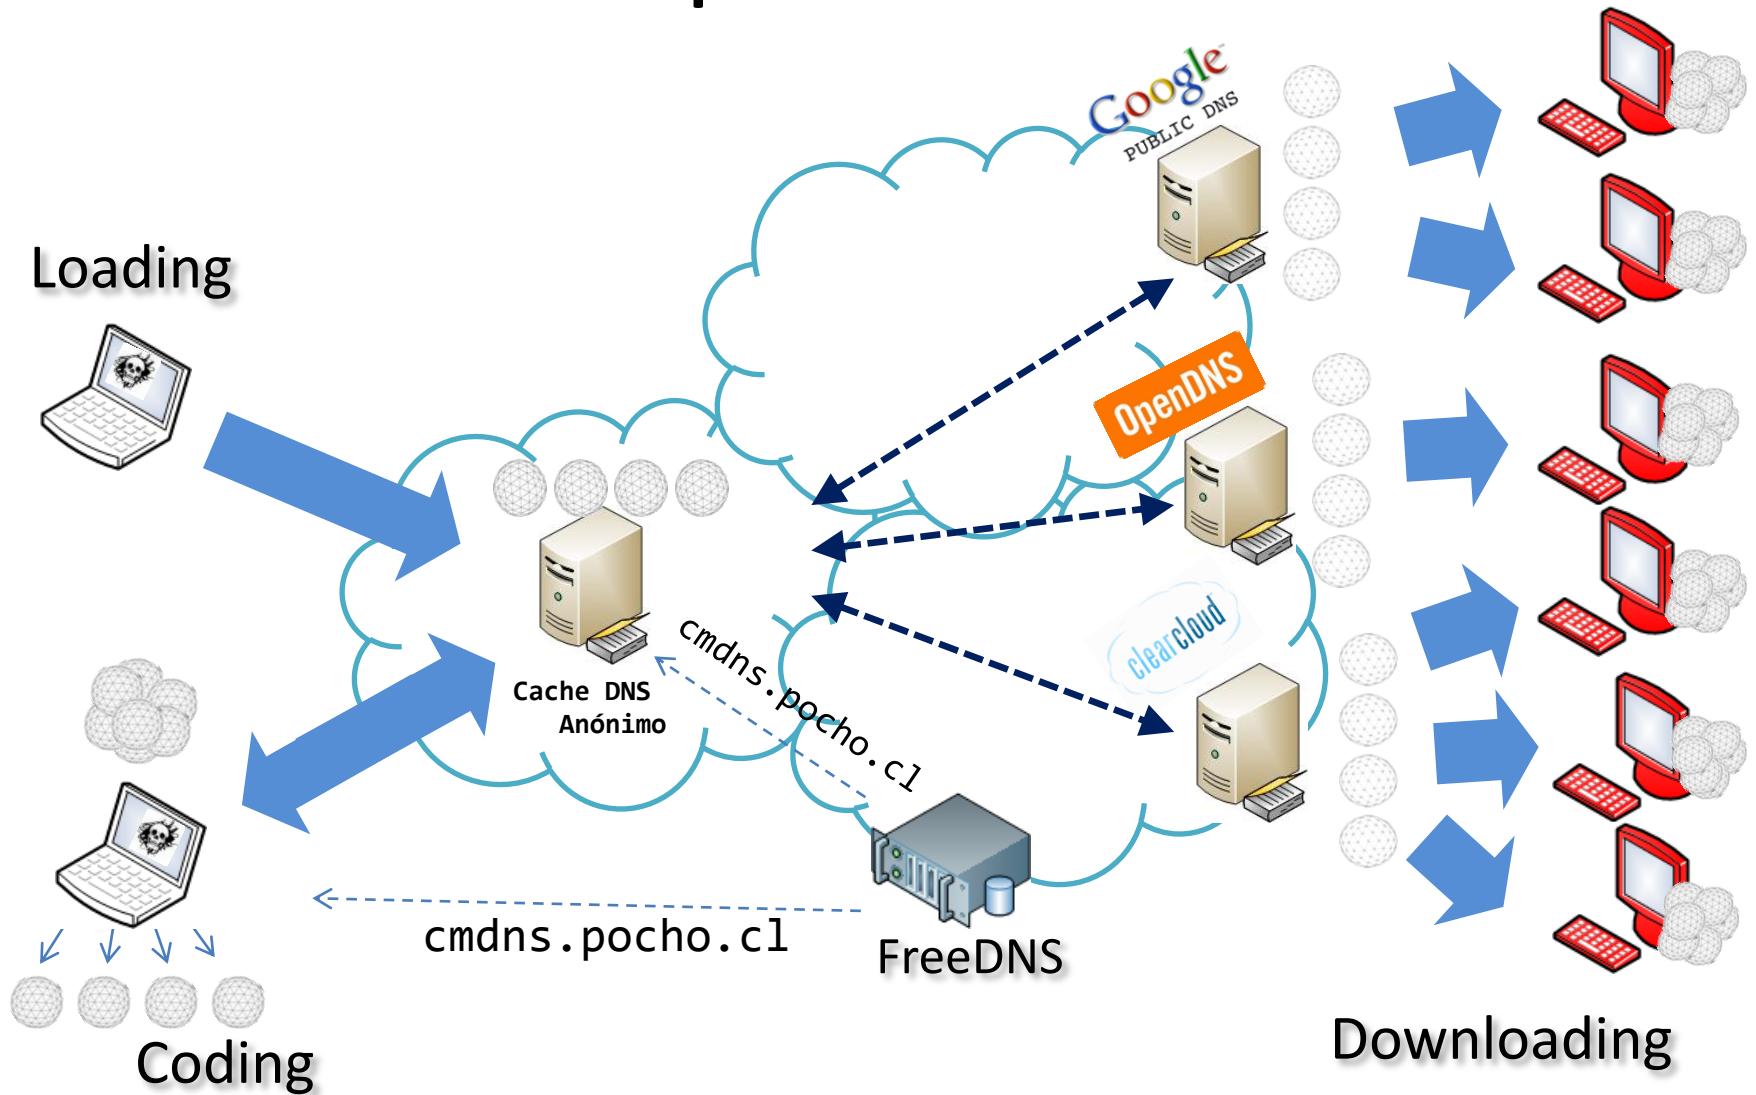 Google
PUBLIC DNS
Loading
OpenDNS
clearcloud
cmdns.pocho.cl
Cache DNS
Anónimo
cmdns.pocho.cl
FreeDNS
Downloading
Coding